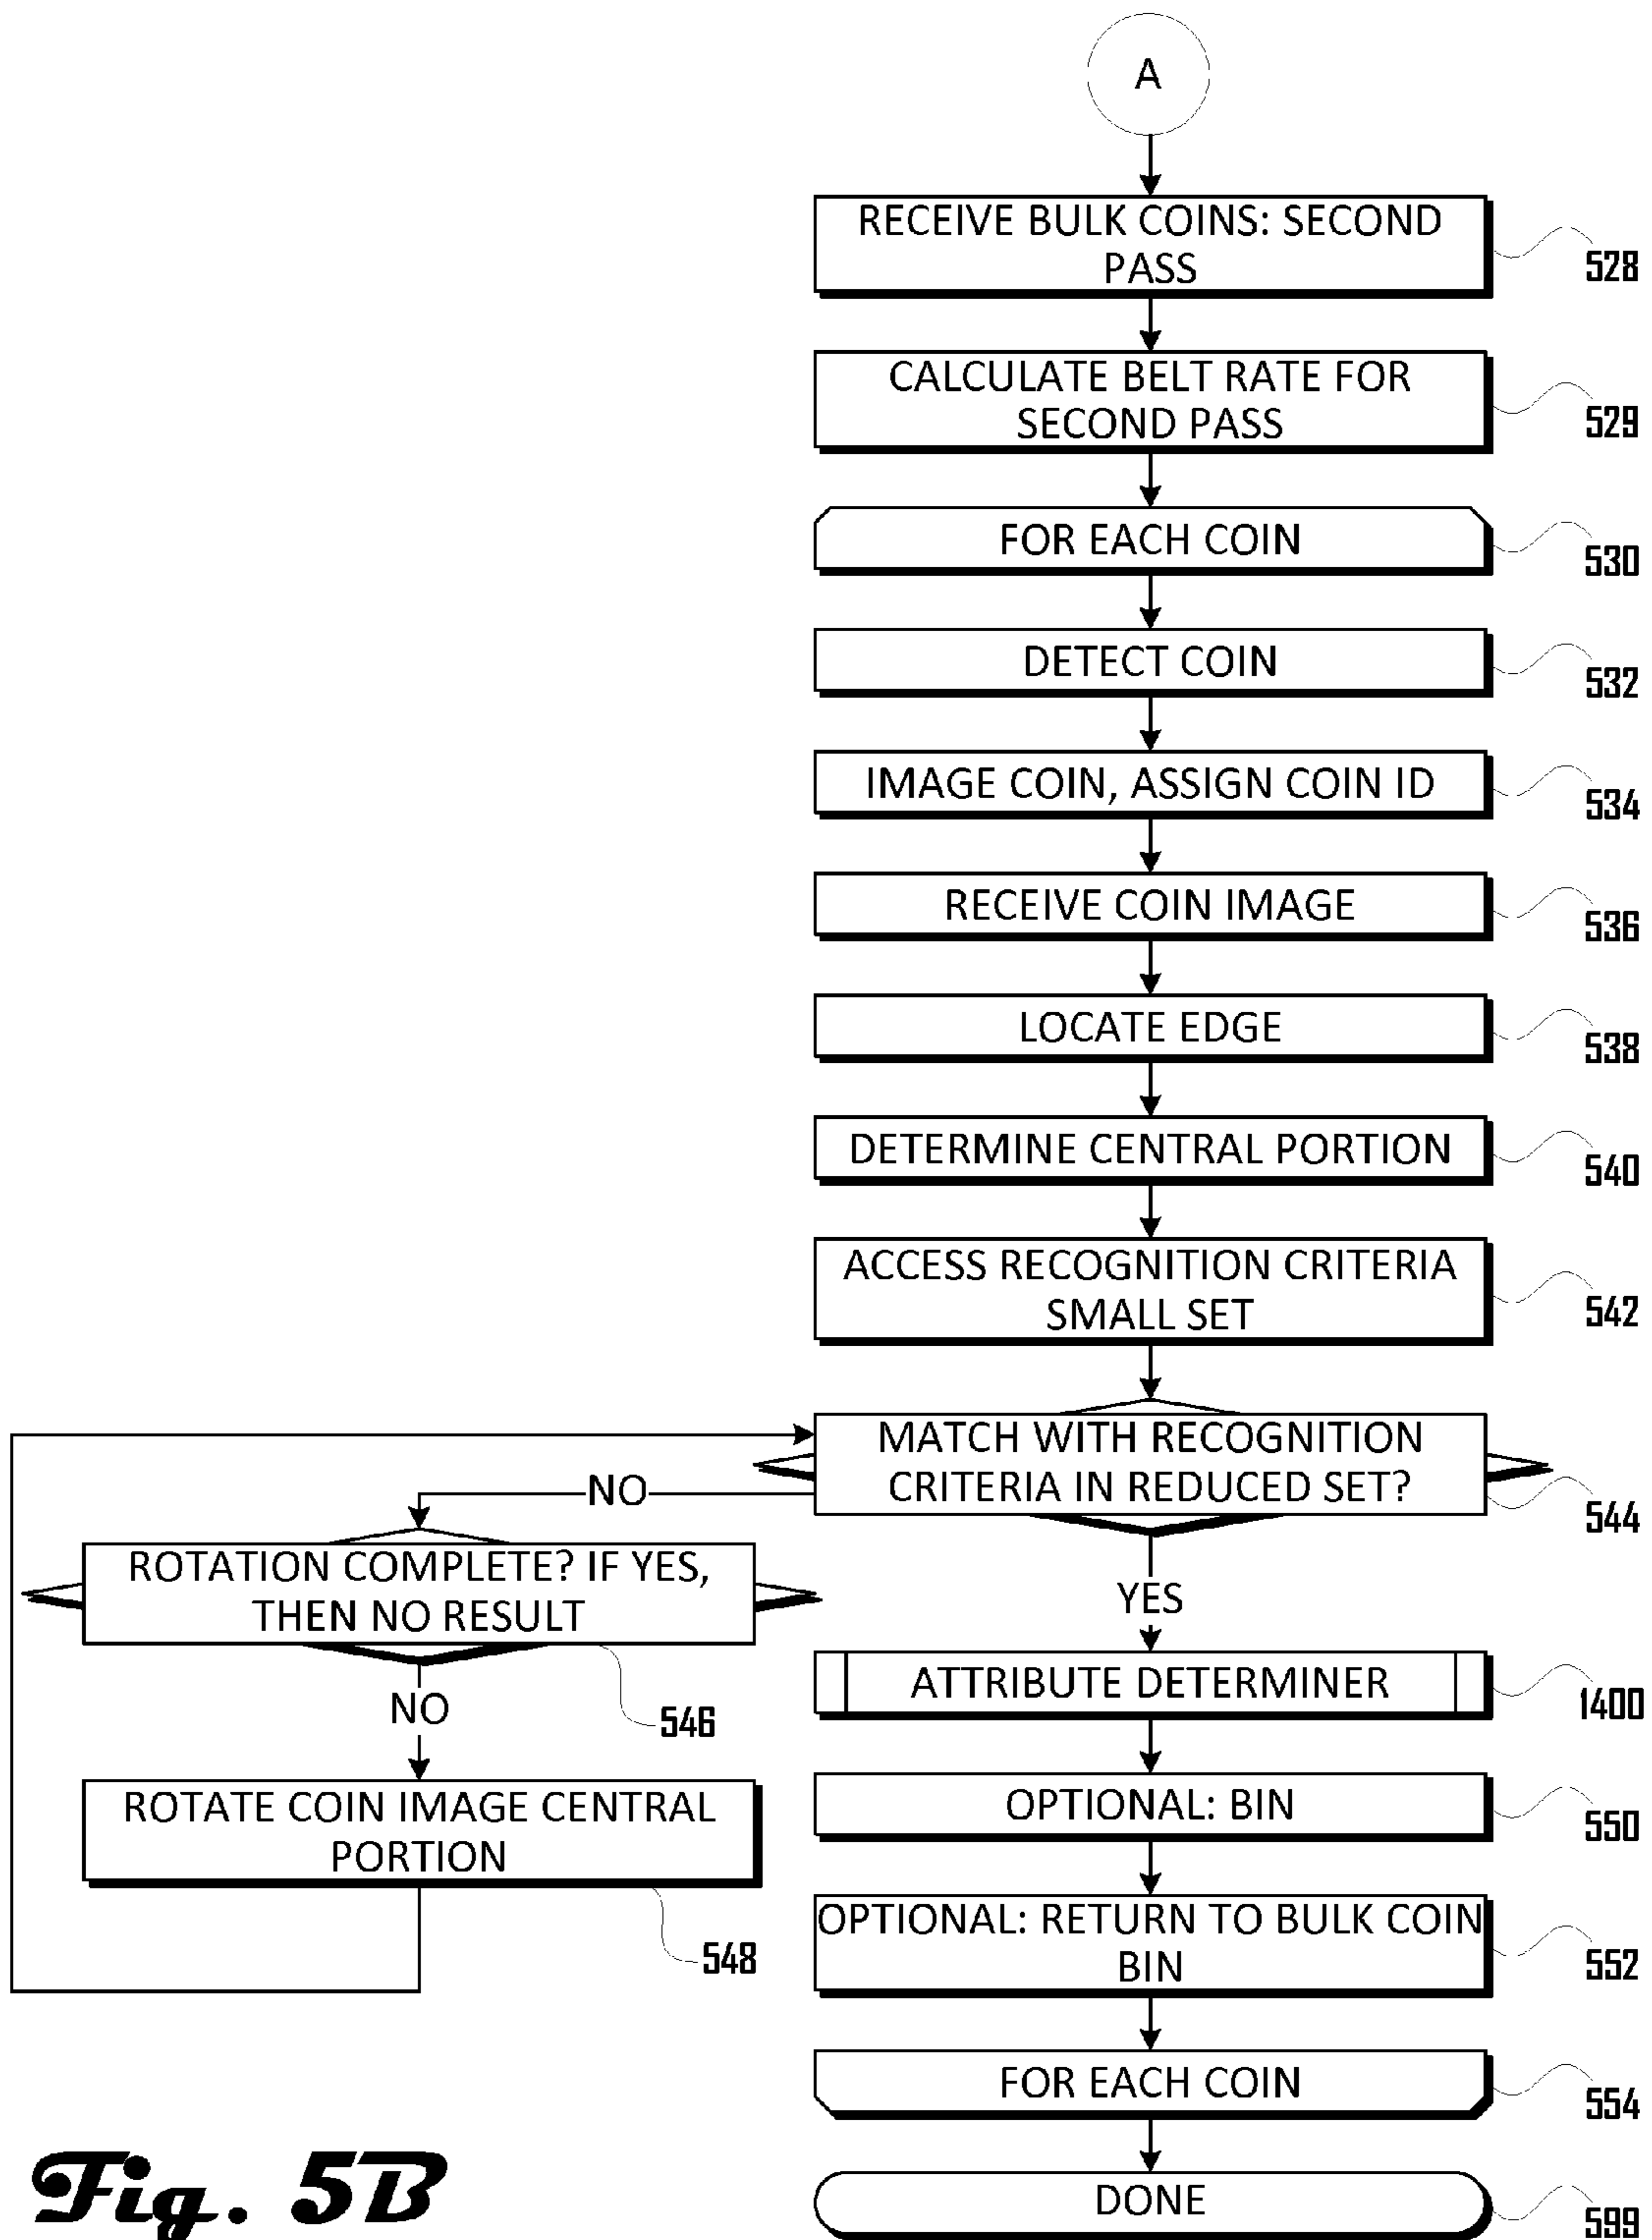 A
RECEIVE BULK COINS: SECOND
PASS
528
CALCULATE BELT RATE FOR
SECOND PASS
529
FOR EACH COIN
530
DETECT COIN
532
IMAGE COIN, ASSIGN COIN ID
534
RECEIVE COIN IMAGE
536
LOCATE EDGE
538
DETERMINE CENTRAL PORTION
540
ACCESS RECOGNITION CRITERIA
SMALL SET
542
MATCH WITH RECOGNITION
CRITERIA IN REDUCED SET?
544
NO
ROTATION COMPLETE? IF YES,
THEN NO RESULT
546
NO
ROTATE COIN IMAGE CENTRAL
PORTION
548
YES
ATTRIBUTE DETERMINER
1400
OPTIONAL: BIN
550
OPTIONAL: RETURN TO BULK COIN
BIN
552
FOR EACH COIN
554
DONE
599
Fig. 5B